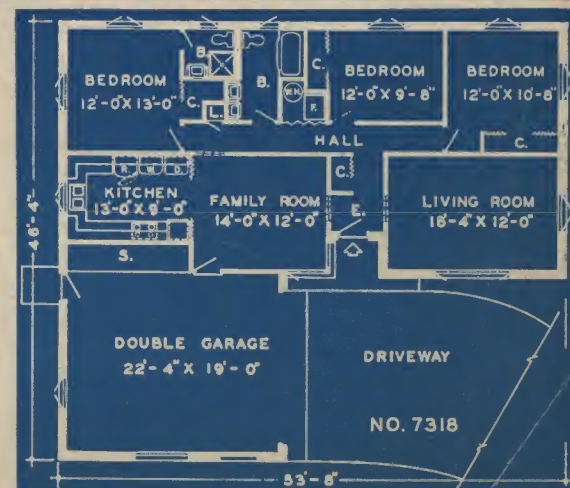 B.
BEDROOM
12'-0"X 13'-0"
C.
L.
B.
C.
W.H.
F.
BEDROOM
12'-0"X 9'-8"
BEDROOM
12'-0"X 10'-8"
C.
HALL
R. W. D.
KITCHEN
13'-0"X 9'-0"
S.
FAMILY ROOM
14'-0"X 12'-0"
C.
E.
LIVING ROOM
18'-4"X 12'-0"
46'-4"
DOUBLE GARAGE
22'-4" X 19'-0"
DRIVEWAY
NO. 7318
53'-8"